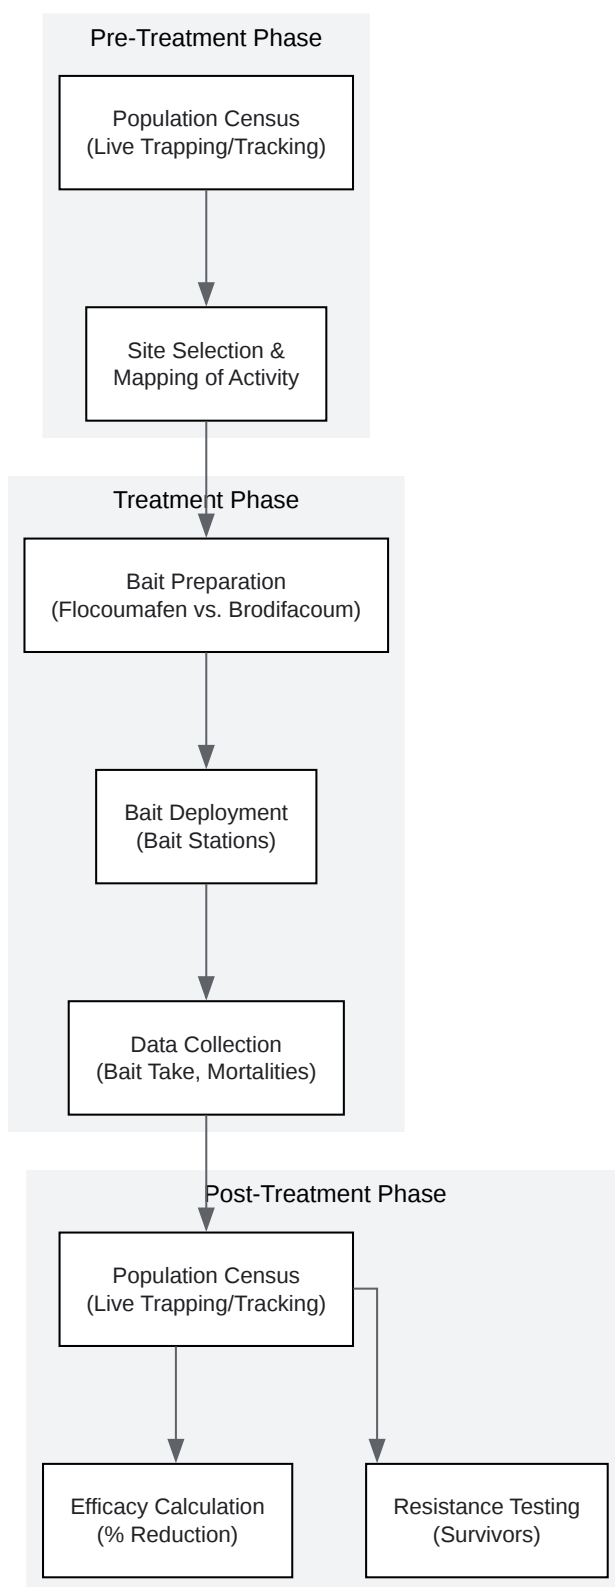 Pre-Treatment Phase
Population Census
(Live Trapping/Tracking)
Site Selection &
Mapping of Activity
Treatment Phase
Bait Preparation
(Flocoumafen vs. Brodifacoum)
Bait Deployment
(Bait Stations)
Data Collection
(Bait Take, Mortalities)
Post-Treatment Phase
Population Census
(Live Trapping/Tracking)
Efficacy Calculation
(% Reduction)
Resistance Testing
(Survivors)